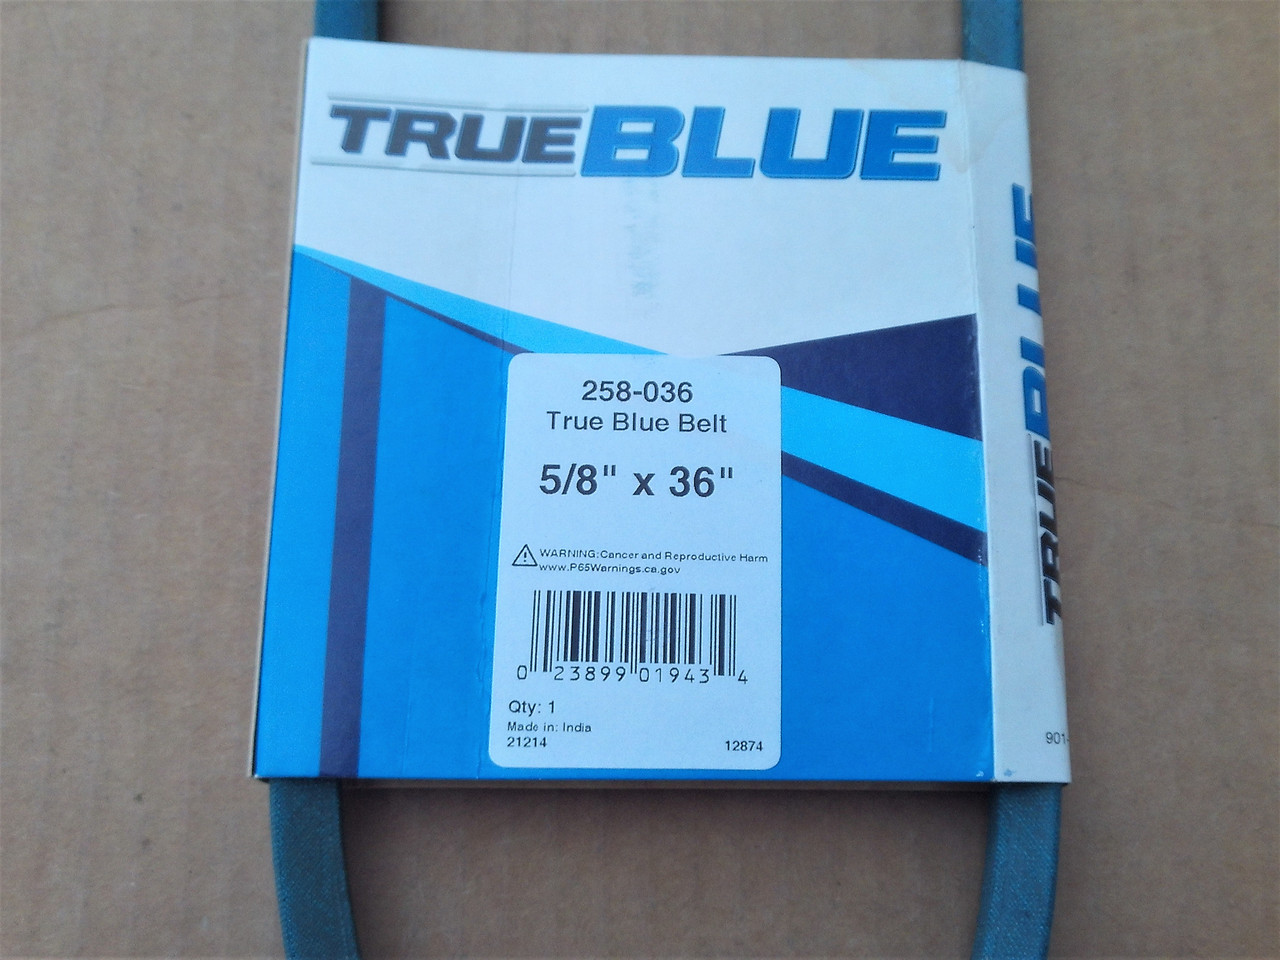 TRUEBLUE
258-036
True Blue Belt
5/8" x 36"
WARNING:Cancer and Reproductive Harm
www.P65Warnings.ca.gov
0 23899 01943 4
Qty: 1
Made in: India
21214 12874
TRUEBLUE
901-